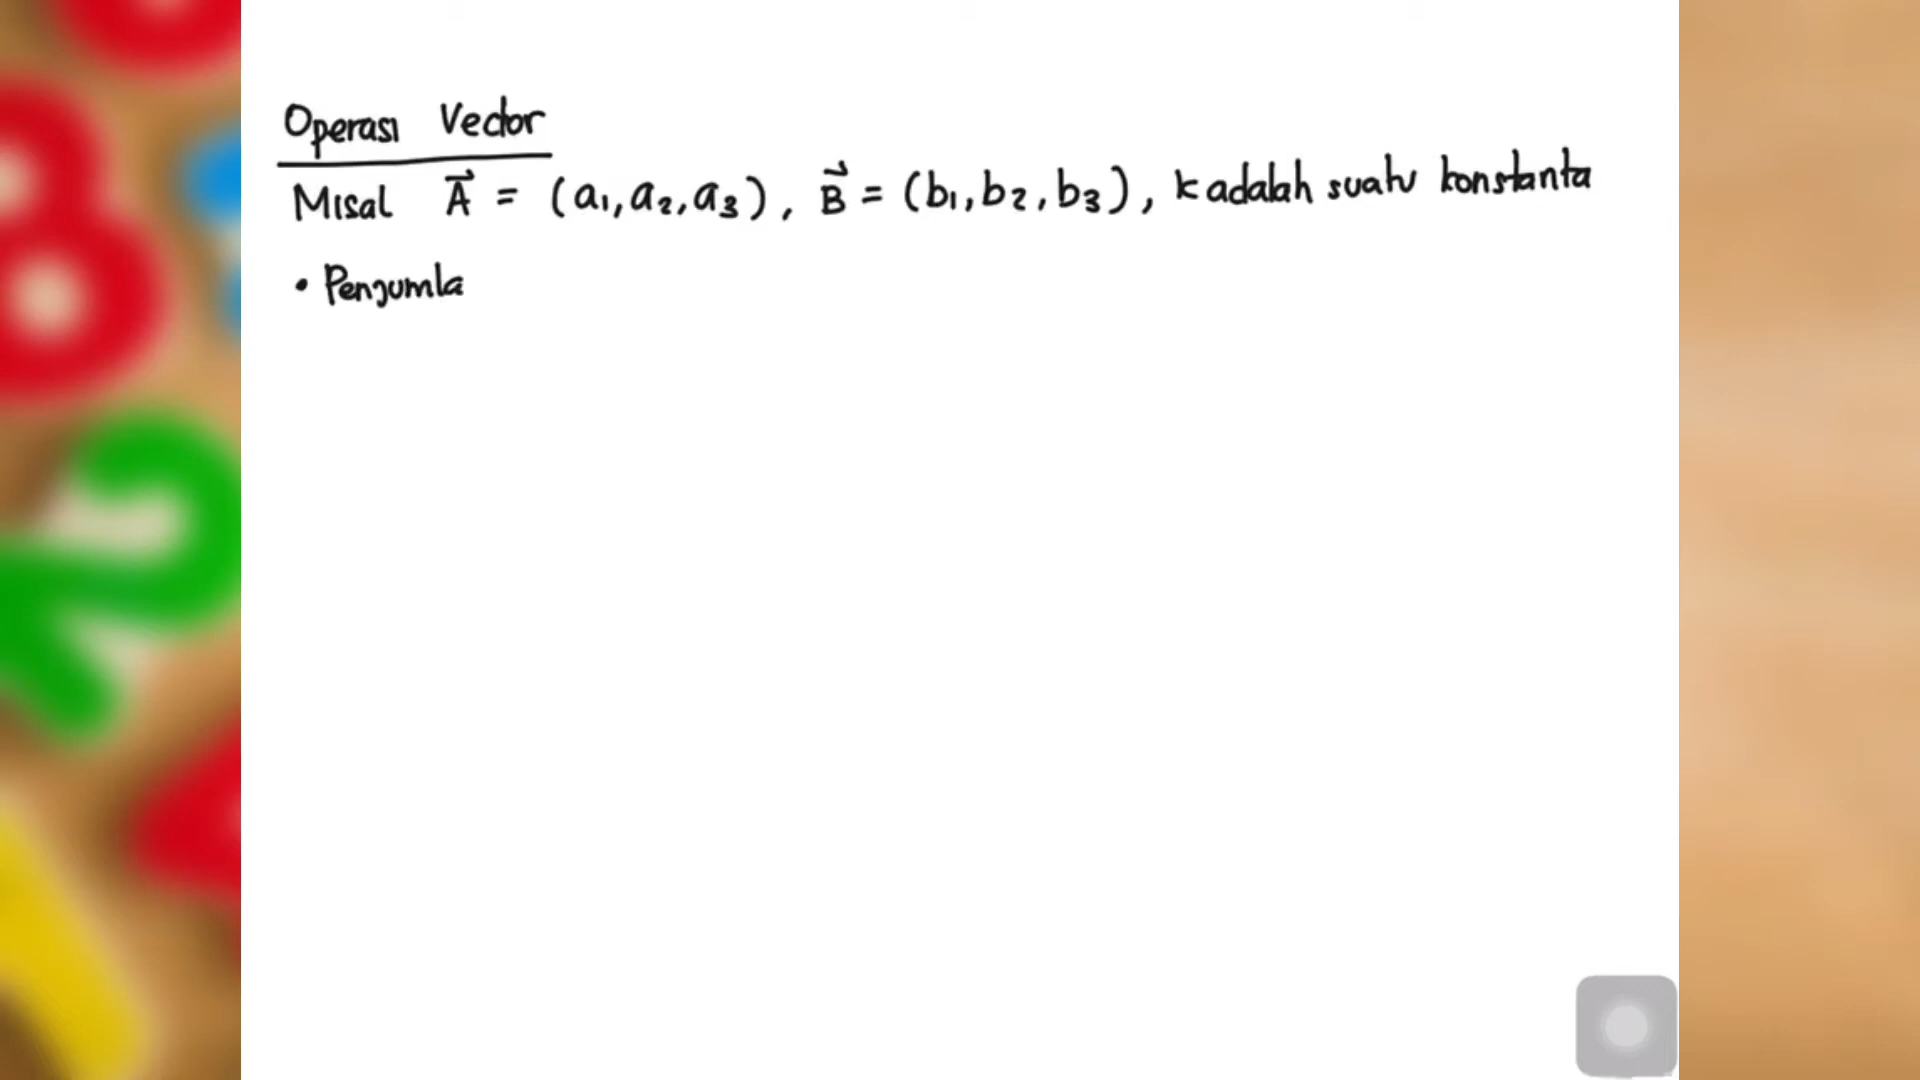 Operasi Vector
Misal A⃗ = (a₁, a₂, a₃), B⃗ = (b₁, b₂, b₃), k adalah suatu konstanta
• Penjumla